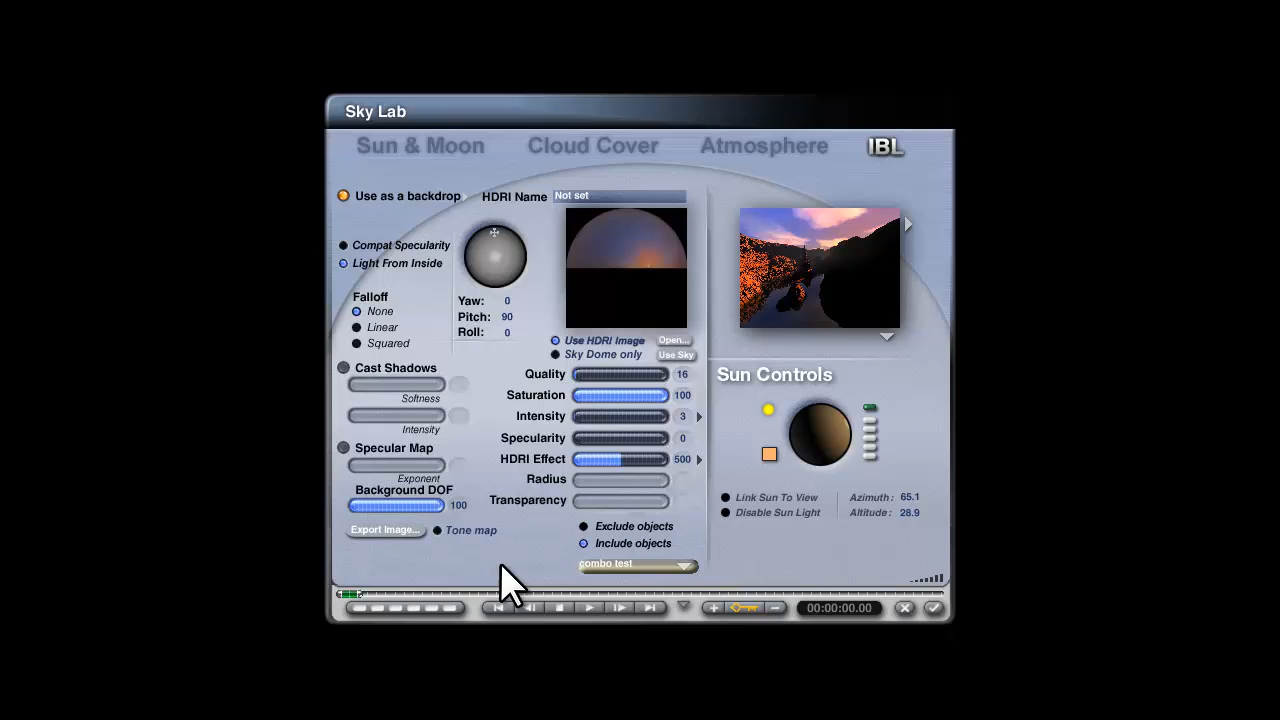 Sky Lab
Sun & Moon Cloud Cover Atmosphere IBL
Use as a backdrop HDRI Name Not set
Compat Specularity
Light From Inside
Falloff
None
Linear
Squared
Yaw: 0
Pitch: 90
Roll: 0
Use HDRI Image Open...
Sky Dome only Use Sky
Cast Shadows
Softness
Intensity
Specular Map
Exponent
Background DOF
100
Export Image... Tone map
Quality 16
Saturation 100
Intensity 3
Specularity 0
HDRI Effect 500
Radius
Transparency
Exclude objects
Include objects
combo test
Sun Controls
Link Sun To View Azimuth: 65.1
Disable Sun Light Altitude: 28.9
00:00:00.00